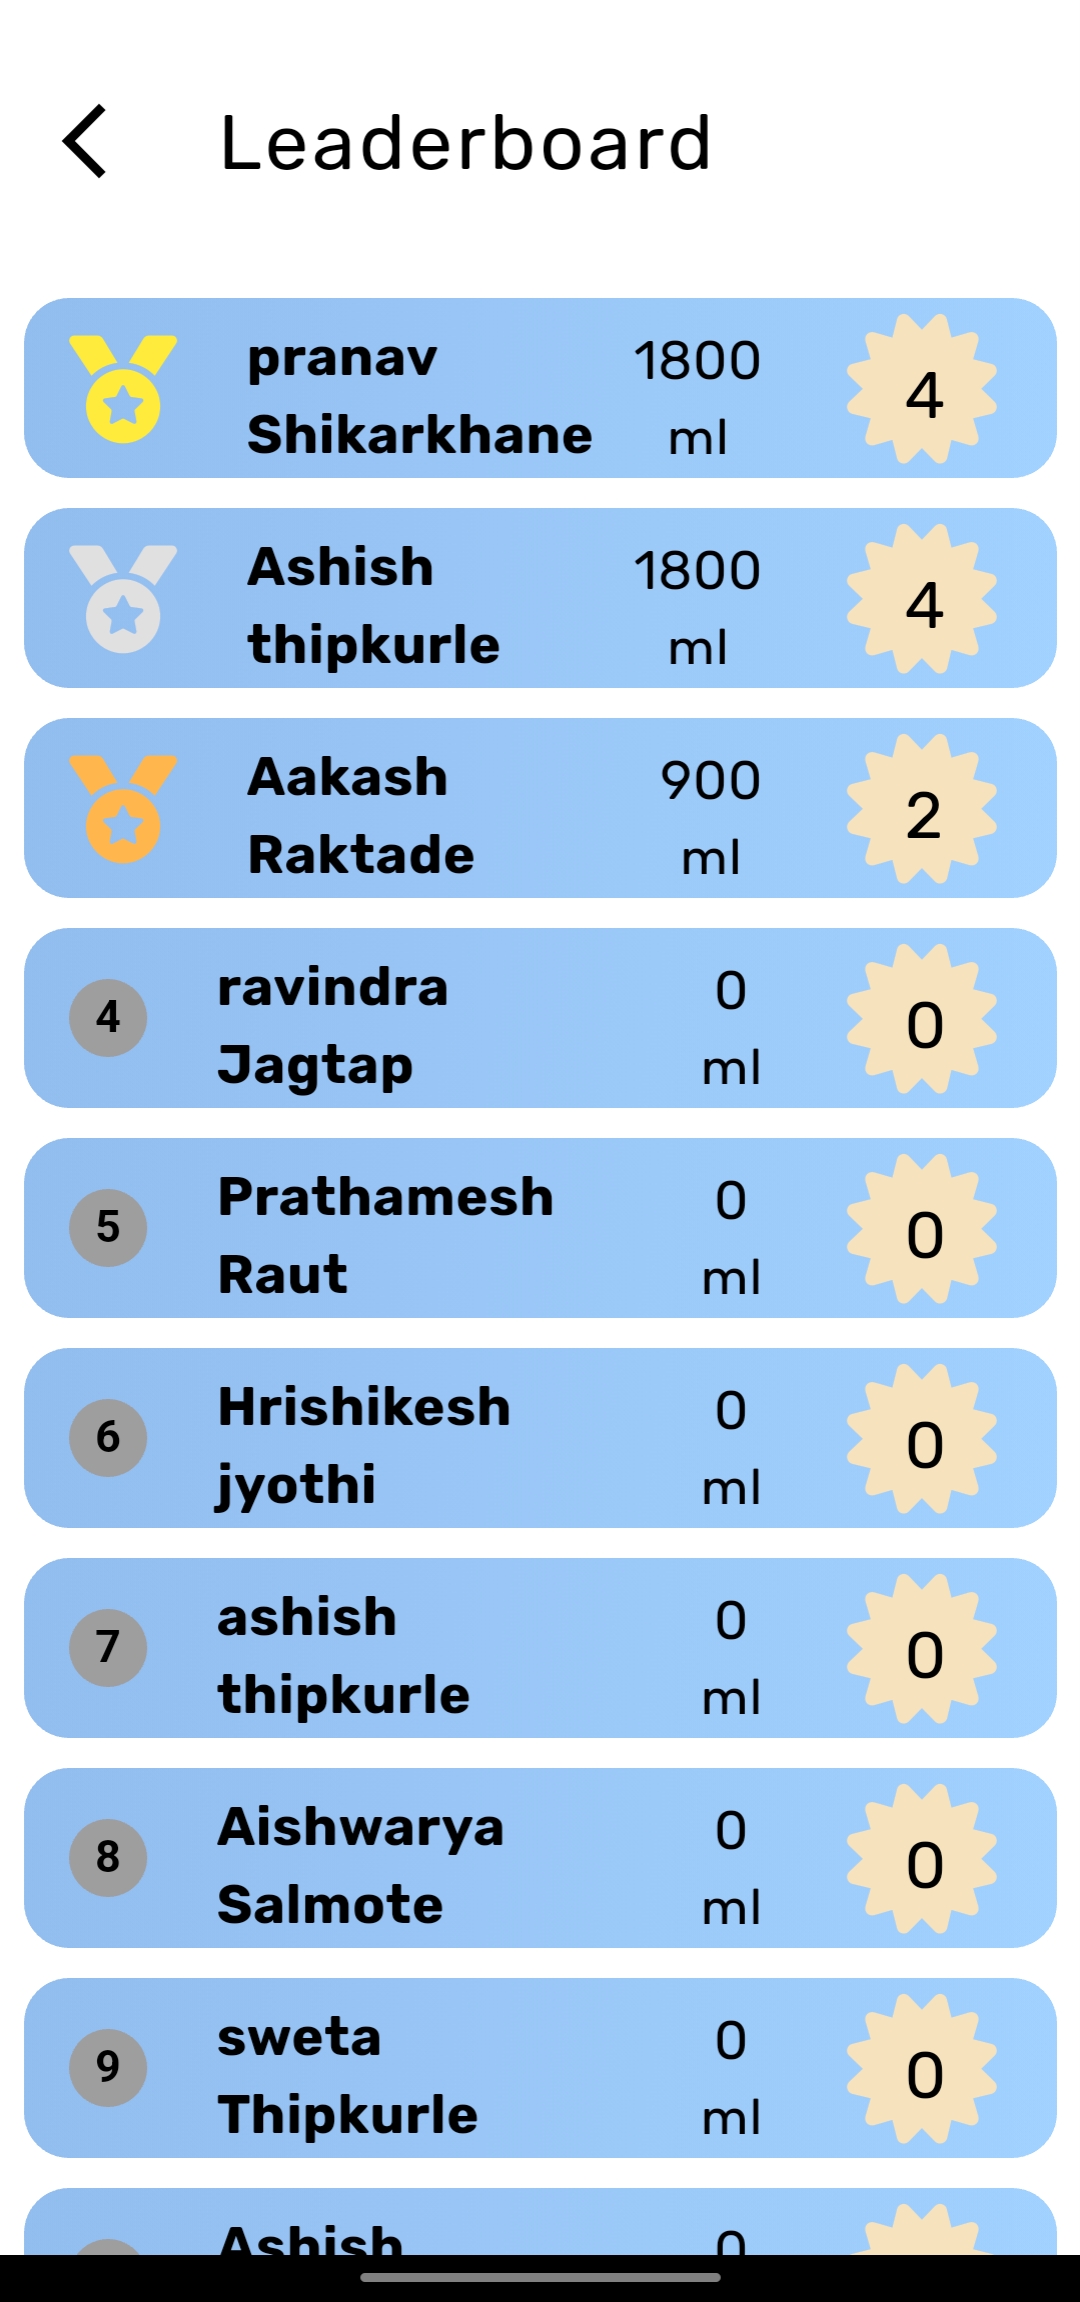 Leaderboard
pranav
Shikarkhane
1800
ml
4
Ashish
thipkurle
1800
ml
4
Aakash
Raktade
900
ml
2
4
ravindra
Jagtap
0
ml
0
5
Prathamesh
Raut
0
ml
0
6
Hrishikesh
jyothi
0
ml
0
7
ashish
thipkurle
0
ml
0
8
Aishwarya
Salmote
0
ml
0
9
sweta
Thipkurle
0
ml
0
Ashish
0